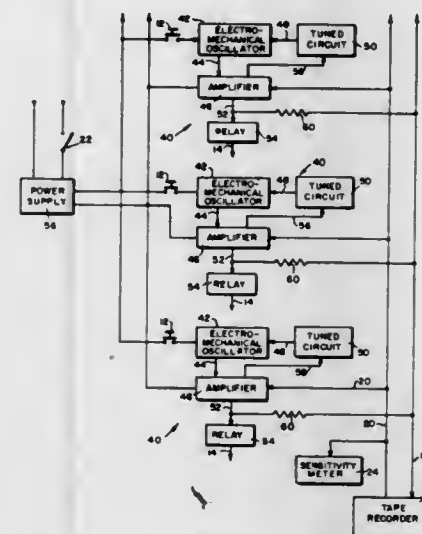 12
42
ELECTRO-
MECHANICAL
OSCILLATOR
48
TUNED
CIRCUIT
50
44
58
AMPLIFIER
46
52
60
40
RELAY
54
14
22
POWER
SUPPLY
56
12
42
ELECTRO-
MECHANICAL
OSCILLATOR
48
40
TUNED
CIRCUIT
50
44
56
AMPLIFIER
46
52
60
54
RELAY
14
12
42
ELECTRO-
MECHANICAL
OSCILLATOR
48
TUNED
CIRCUIT
50
44
58
AMPLIFIER
46
20
52
60
40
RELAY
54
14
80
SENSITIVITY
METER
24
TAPE
RECORDER